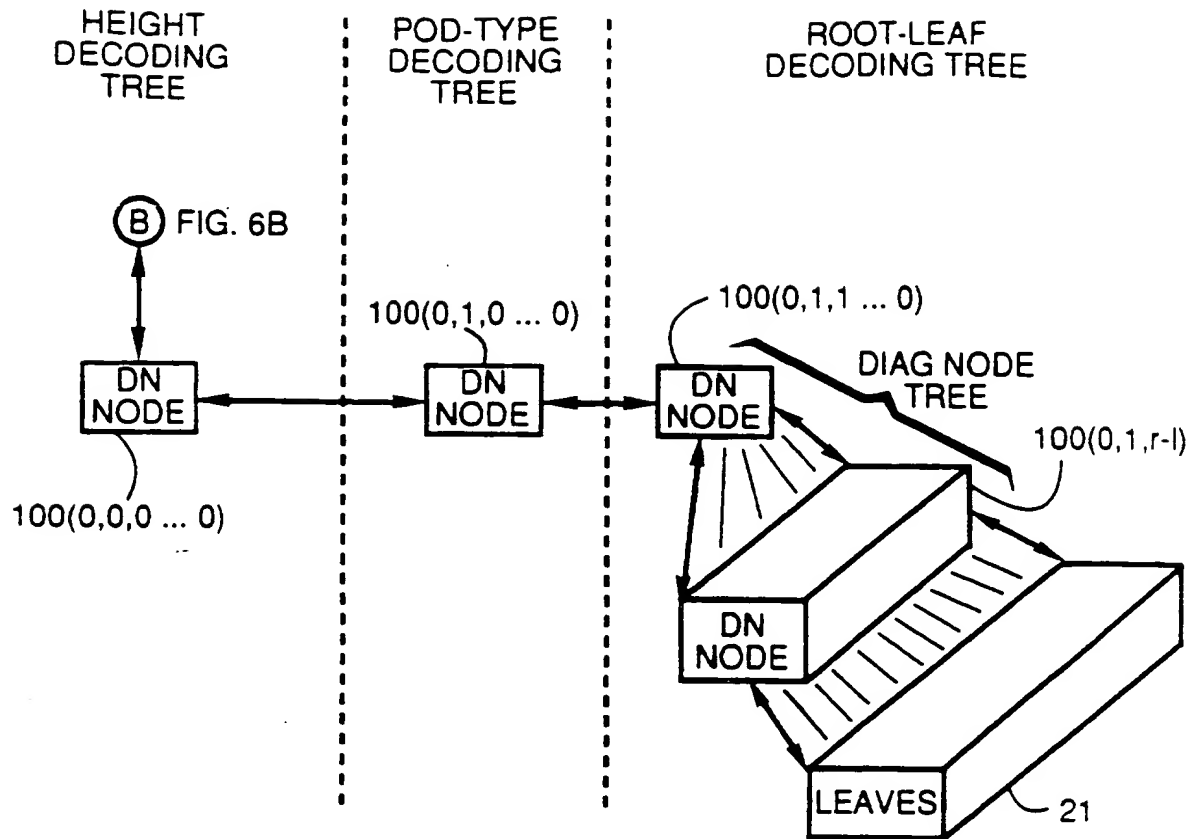 HEIGHT
DECODING
TREE
POD-TYPE
DECODING
TREE
ROOT-LEAF
DECODING TREE
B FIG. 6B
100(0,1,0 ... 0)
100(0,1,1 ... 0)
DN
NODE
DN
NODE
DN
NODE
DIAG NODE
TREE
100(0,1,r-l)
100(0,0,0 ... 0)
DN
NODE
LEAVES
21